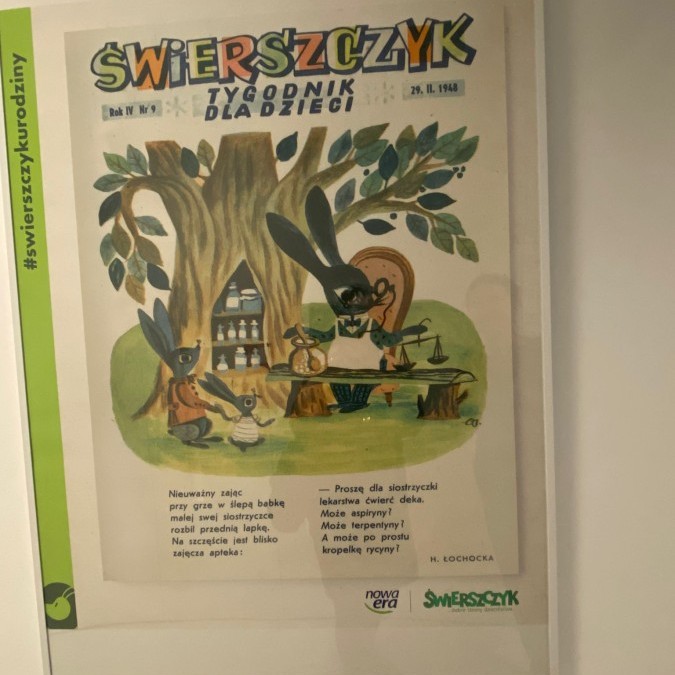 #swierszczykurodziny
ŚWIERSZCZYK
TYGODNIK
DLA DZIECI
Rok IV Nr 9
29. II. 1948
Nieuważny zając
przy grze w ślepą babkę
małej swej siostrzyczce
rozbił przednią łapkę.
Na szczęście jest blisko
zajęcza apteka:
— Proszę dla siostrzyczki
lekarstwa ćwierć deka.
Może aspiryny?
Może terpentyny?
A może po prostu
kropelkę rycyny?
H. ŁOCHOCKA
nowa
era
ŚWIERSZCZYK